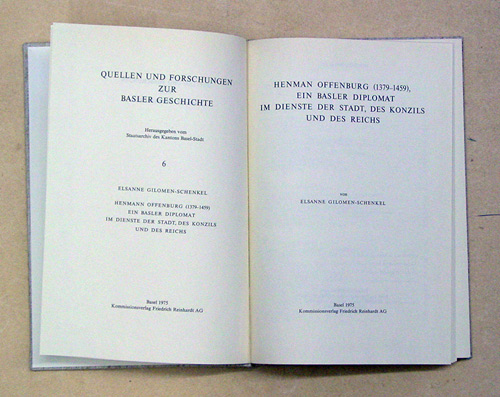 QUELLEN UND FORSCHUNGEN
ZUR
BASLER GESCHICHTE
Herausgegeben vom
Staatsarchiv des Kantons Basel-Stadt
6
ELSANNE GILOMEN-SCHENKEL
HENMANN OFFENBURG (1379–1459)
EIN BASLER DIPLOMAT
IM DIENSTE DER STADT, DES KONZILS
UND DES REICHS
Basel 1975
Kommissionsverlag Friedrich Reinhardt AG
HENMAN OFFENBURG (1379–1459),
EIN BASLER DIPLOMAT
IM DIENSTE DER STADT, DES KONZILS
UND DES REICHS
von
ELSANNE GILOMEN-SCHENKEL
Basel 1975
Kommissionsverlag Friedrich Reinhardt AG